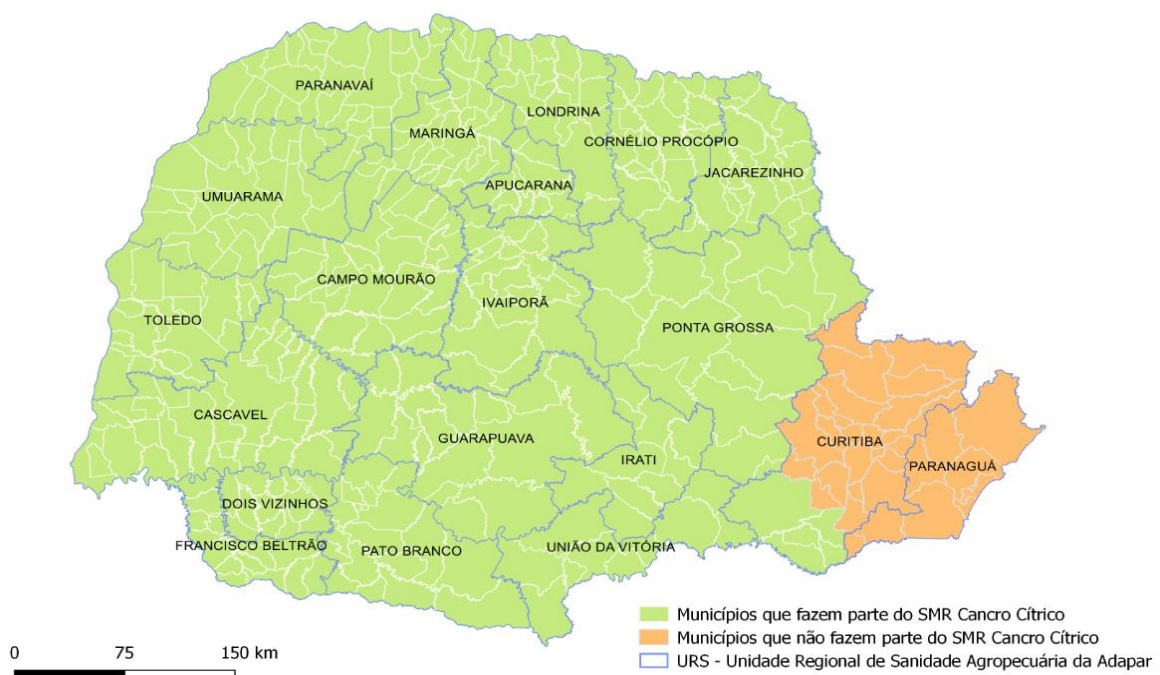 PARANAVAÍ
LONDRINA
MARINGÁ
CORNÉLIO PROCÓPIO
JACAREZINHO
APUCARANA
UMUARAMA
CAMPO MOURÃO
IVAIPORÃ
TOLEDO
PONTA GROSSA
CASCAVEL
GUARAPUAVA
CURITIBA
IRATI
PARANAGUÁ
DOIS VIZINHOS
FRANCISCO BELTRÃO
PATO BRANCO
UNIÃO DA VITÓRIA
Municípios que fazem parte do SMR Cancro Cítrico
Municípios que não fazem parte do SMR Cancro Cítrico
URS - Unidade Regional de Sanidade Agropecuária da Adapar
0 75 150 km